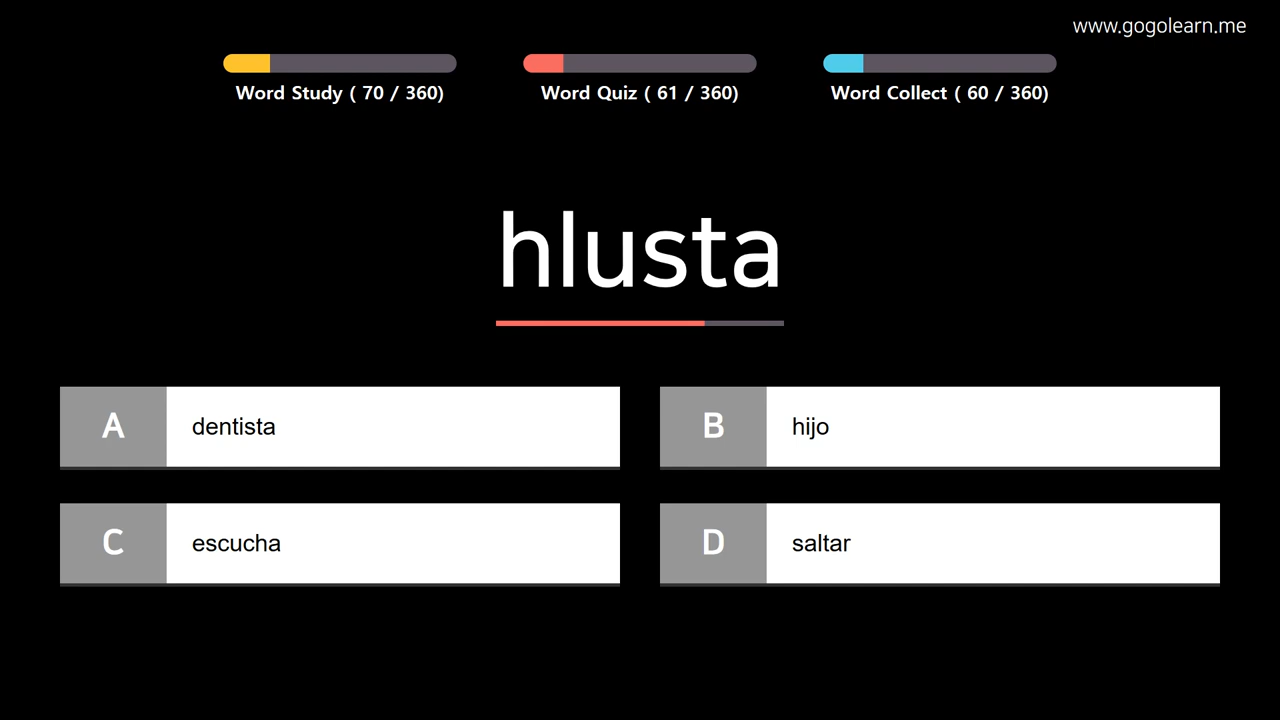 www.gogolearn.me
Word Study ( 70 / 360)
Word Quiz ( 61 / 360)
Word Collect ( 60 / 360)
hlusta
A dentista
B hijo
C escucha
D saltar